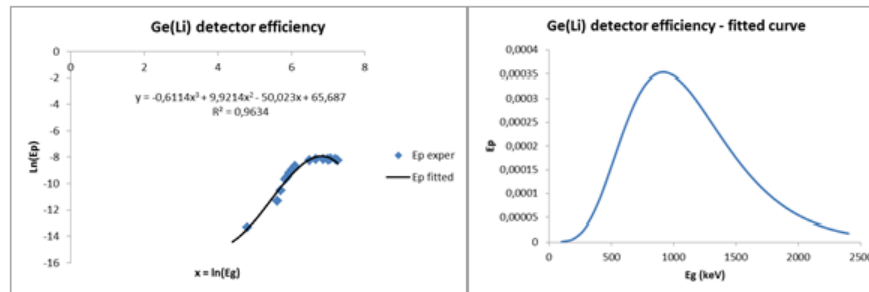 Ge(Li) detector efficiency
0
0
2
4
6
8
-2
-4
-6
-8
-10
-12
-14
-16
y = -0,6114x³ + 9,9214x² - 50,023x + 65,687
R² = 0,9634
Ln(Ep)
x = ln(Eg)
Ep exper
Ep fitted
Ge(Li) detector efficiency - fitted curve
0,0004
0,00035
0,0003
0,00025
0,0002
0,00015
0,0001
0,00005
0
Ep
0
500
1000
1500
2000
2500
Eg (keV)